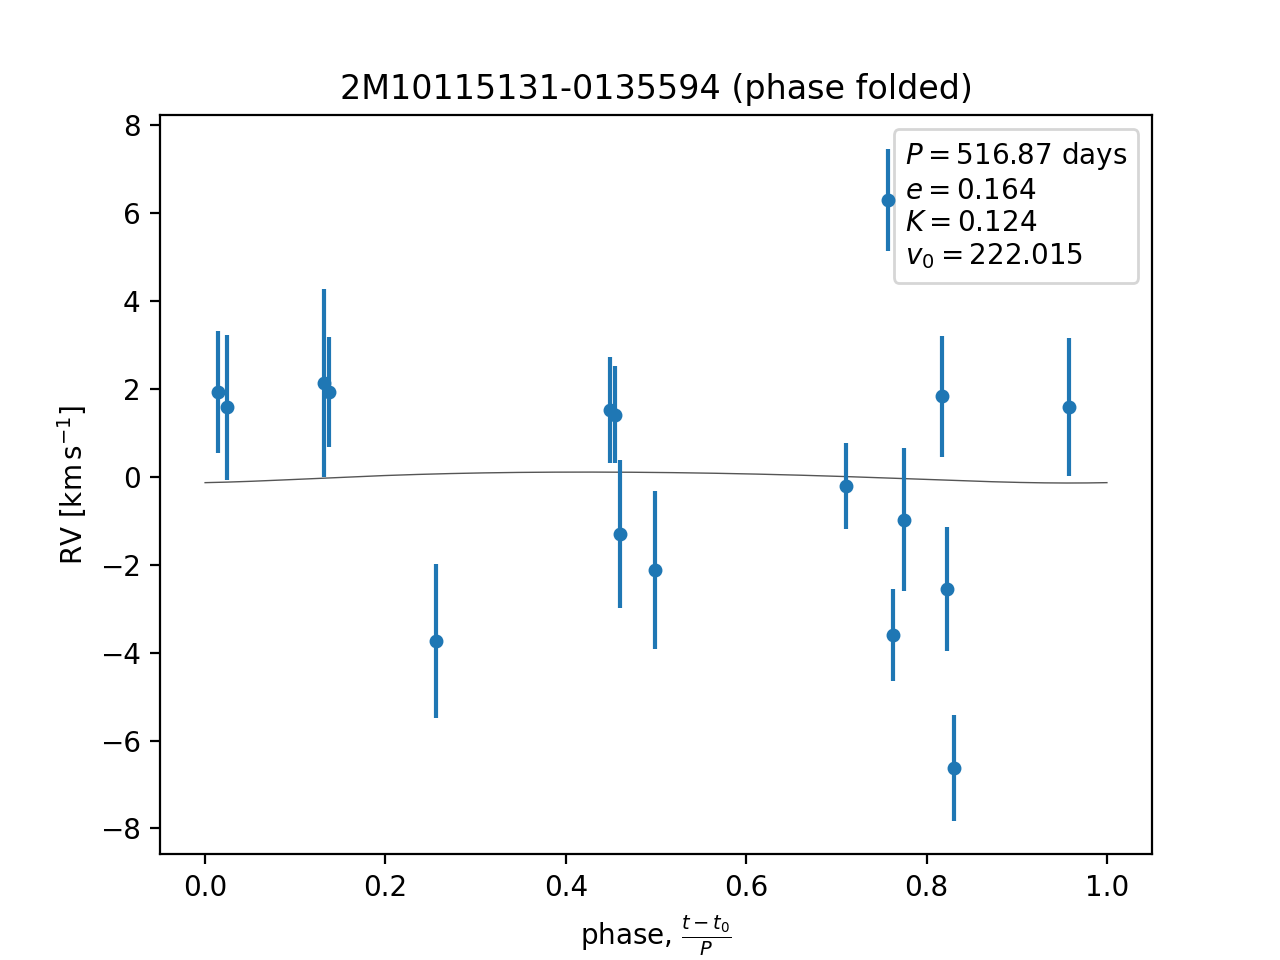 2M10115131-0135594 (phase folded)
P = 516.87 days
e = 0.164
K = 0.124
v₀ = 222.015
RV [km s⁻¹]
8
6
4
2
0
−2
−4
−6
−8
0.0 0.2 0.4 0.6 0.8 1.0
phase, (t − t₀)/P